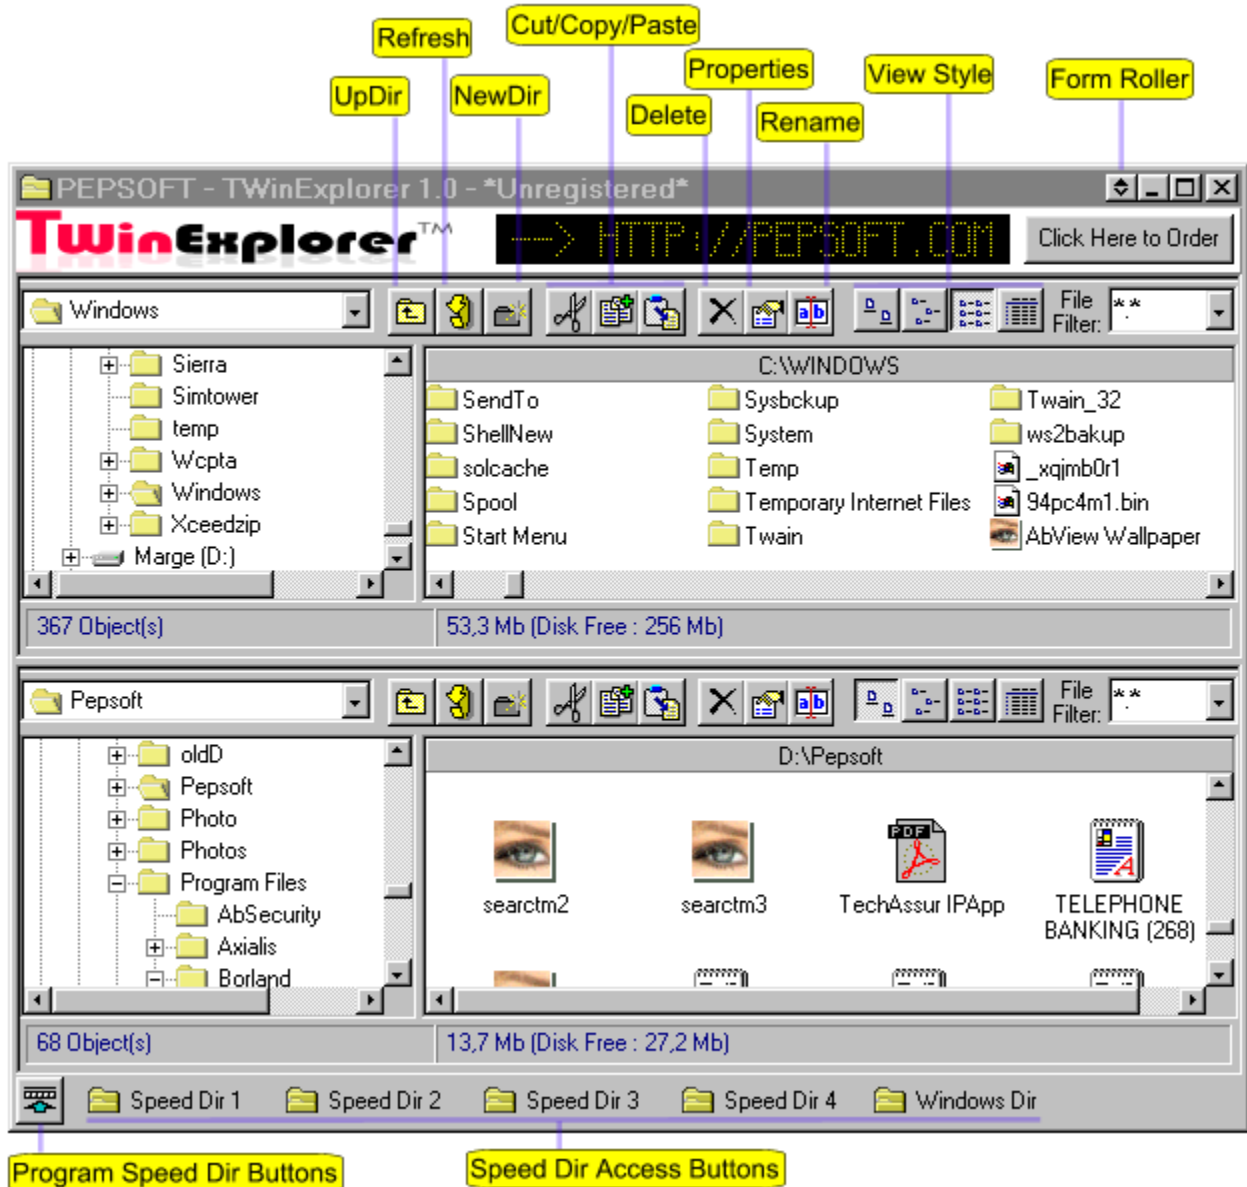 Cut/Copy/Paste
Refresh
Properties
View Style
Form Roller
UpDir
NewDir
Delete
Rename
PEPSOFT - TWinExplorer 1.0 - *Unregistered*
TWinExplorer™
---> HTTP://PEPSOFT.COM
Click Here to Order
Windows
File Filter:
*.*
Sierra
Simtower
temp
Wcpta
Windows
Xceedzip
Marge (D:)
C:\WINDOWS
SendTo
Sysbckup
Twain_32
ShellNew
System
ws2bakup
solcache
Temp
_xqjmb0r1
Spool
Temporary Internet Files
94pc4m1.bin
Start Menu
Twain
AbView Wallpaper
367 Object(s)
53,3 Mb (Disk Free : 256 Mb)
Pepsoft
File Filter:
*.*
oldD
Pepsoft
Photo
Photos
Program Files
AbSecurity
Axialis
Borland
D:\Pepsoft
PDF
searctm2
searctm3
TechAssur IPApp
TELEPHONE
BANKING (268)
68 Object(s)
13,7 Mb (Disk Free : 27,2 Mb)
Speed Dir 1
Speed Dir 2
Speed Dir 3
Speed Dir 4
Windows Dir
Program Speed Dir Buttons
Speed Dir Access Buttons